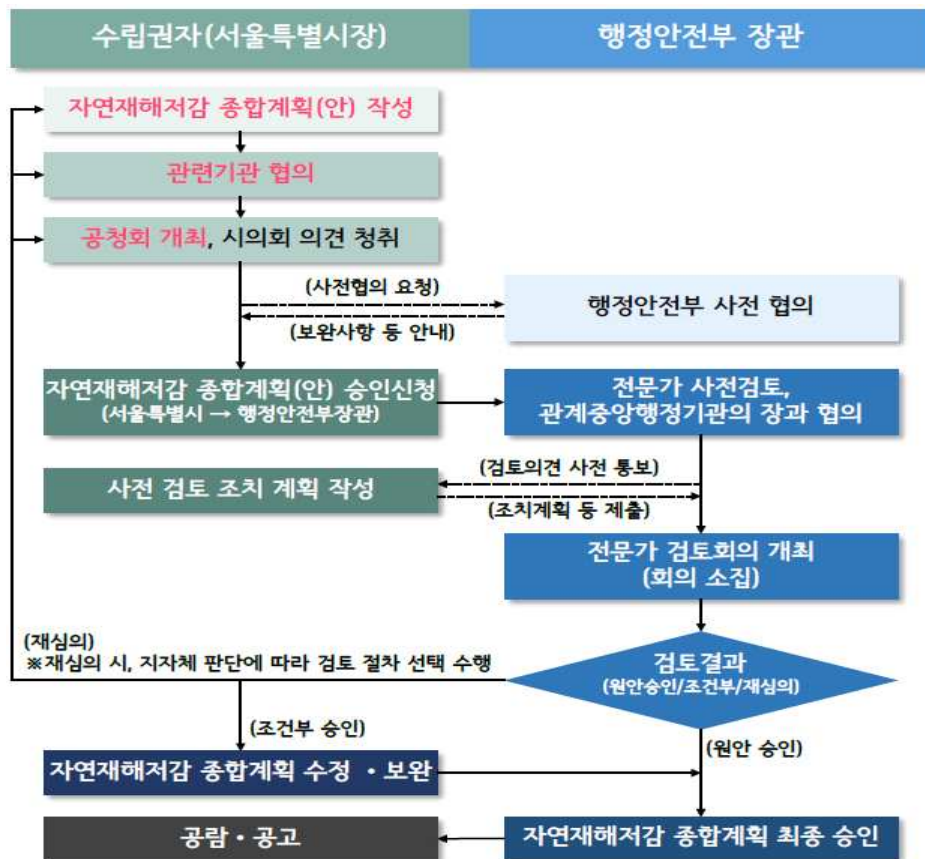 수립권자(서울특별시장)
행정안전부 장관
자연재해저감 종합계획(안) 작성
관련기관 협의
공청회 개최, 시의회 의견 청취
(사전협의 요청)
행정안전부 사전 협의
(보완사항 등 안내)
자연재해저감 종합계획(안) 승인신청
(서울특별시 → 행정안전부장관)
전문가 사전검토,
관계중앙행정기관의 장과 협의
(검토의견 사전 통보)
사전 검토 조치 계획 작성
(조치계획 등 제출)
전문가 검토회의 개최
(회의 소집)
(재심의)
※재심의 시, 지자체 판단에 따라 검토 절차 선택 수행
검토결과
(원안승인/조건부/재심의)
(조건부 승인)
(원안 승인)
자연재해저감 종합계획 수정 · 보완
공람 · 공고
자연재해저감 종합계획 최종 승인